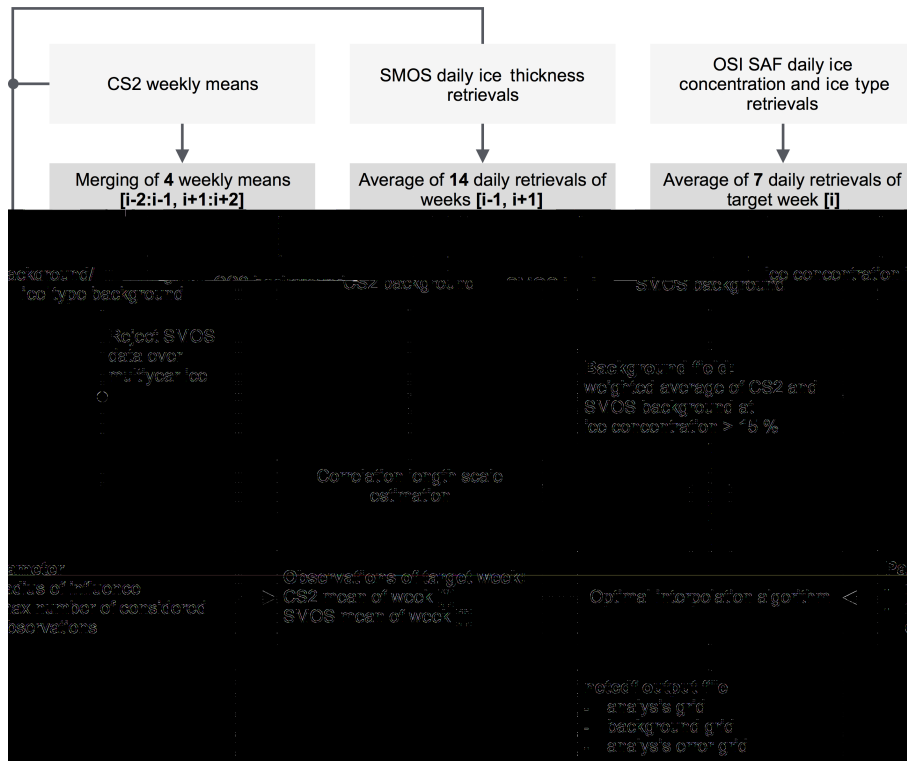 CS2 weekly means
SMOS daily ice thickness
retrievals
OSI SAF daily ice
concentration and ice type
retrievals
Merging of 4 weekly means
[i-2:i-1, i+1:i+2]
Average of 14 daily retrievals of
weeks [i-1, i+1]
Average of 7 daily retrievals of
target week [i]
CS2 background
SMOS background
ice concentration
background/
ice type background
Reject SMOS
data over
multiyear ice
Background field:
weighted average of CS2 and
SMOS background at
ice concentration > 15 %
Correlation length scale
estimation
radius of influence
max number of considered
observations
Observations of target week:
CS2 mean of week
SMOS mean of week
Optimal interpolation algorithm
output file
- analysis grid
- background grid
- analysis error grid